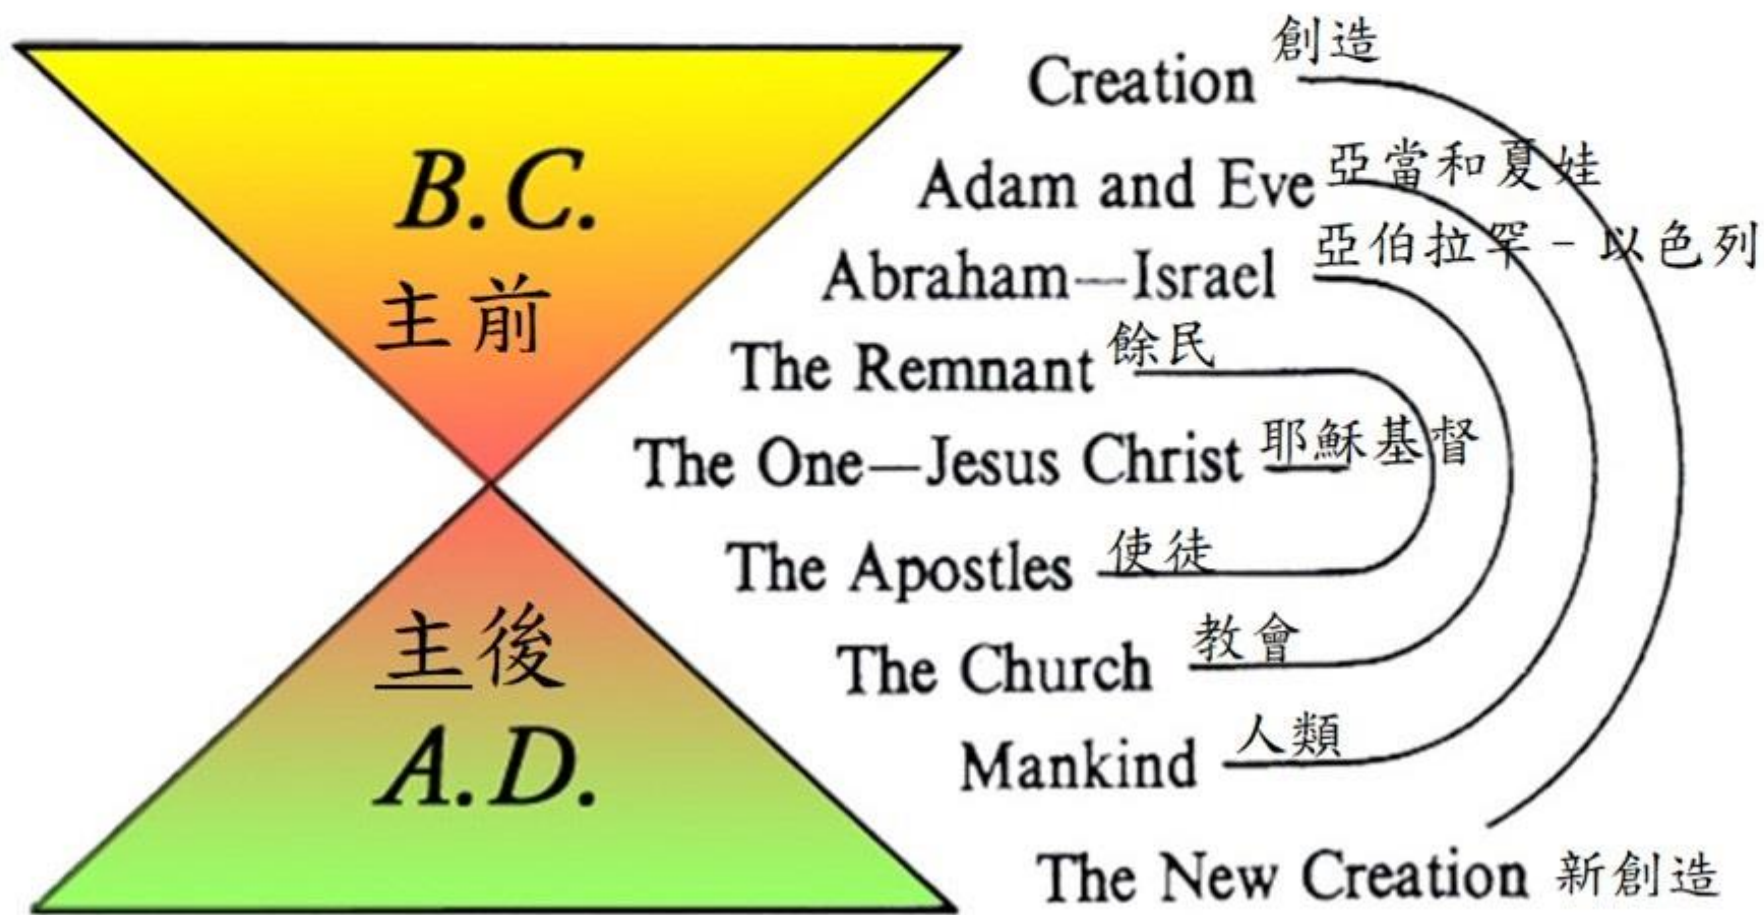 B.C.
主前
主後
A.D.
Creation 創造
Adam and Eve 亞當和夏娃
Abraham—Israel 亞伯拉罕－以色列
The Remnant 餘民
The One—Jesus Christ 耶穌基督
The Apostles 使徒
The Church 教會
Mankind 人類
The New Creation 新創造